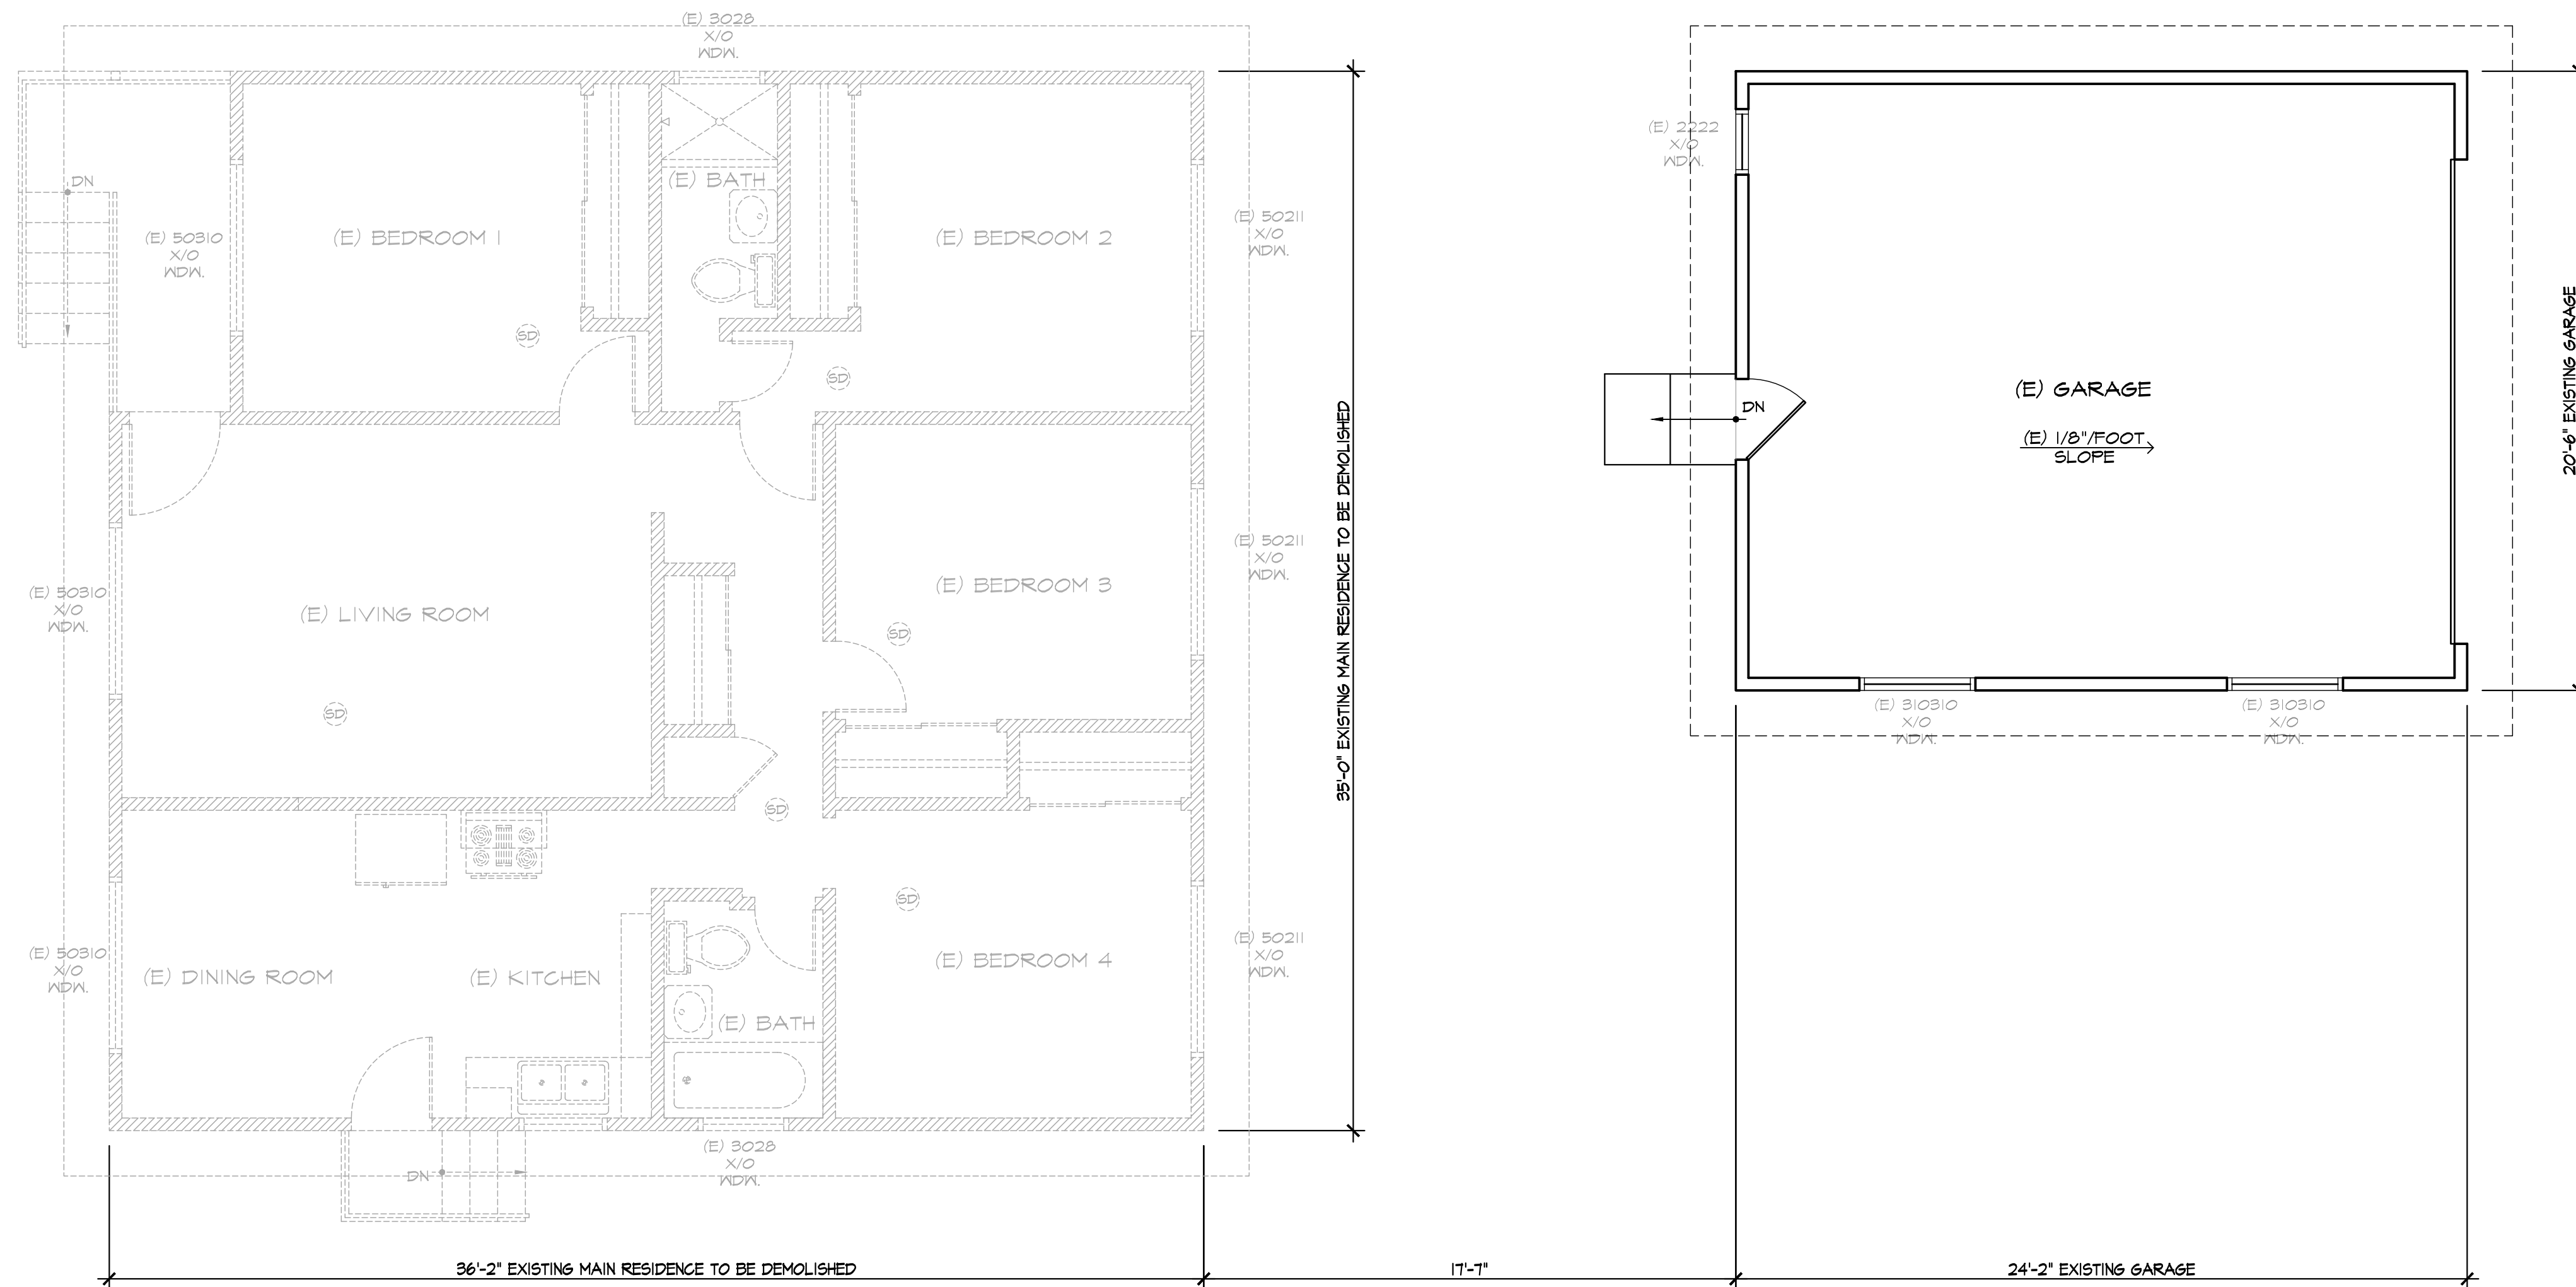 (E) 3028
X/O
WDW.
(E) 2222
X/O
WDW.
DN
(E) BATH
(E) 50310
X/O
WDW.
(E) BEDROOM 1
(E) BEDROOM 2
(E) 50211
X/O
WDW.
SD
SD
20'-6" EXISTING GARAGE
(E) GARAGE
DN
(E) 1/8"/FOOT
SLOPE
35'-0" EXISTING MAIN RESIDENCE TO BE DEMOLISHED
(E) 50211
X/O
WDW.
(E) 50310
X/O
WDW.
(E) LIVING ROOM
(E) BEDROOM 3
SD
SD
(E) 310310
X/O
WDW.
(E) 310310
X/O
WDW.
SD
SD
(E) 50310
X/O
WDW.
(E) DINING ROOM
(E) KITCHEN
(E) BEDROOM 4
(E) 50211
X/O
WDW.
(E) BATH
(E) 3028
X/O
WDW.
DN
36'-2" EXISTING MAIN RESIDENCE TO BE DEMOLISHED
17'-7"
24'-2" EXISTING GARAGE